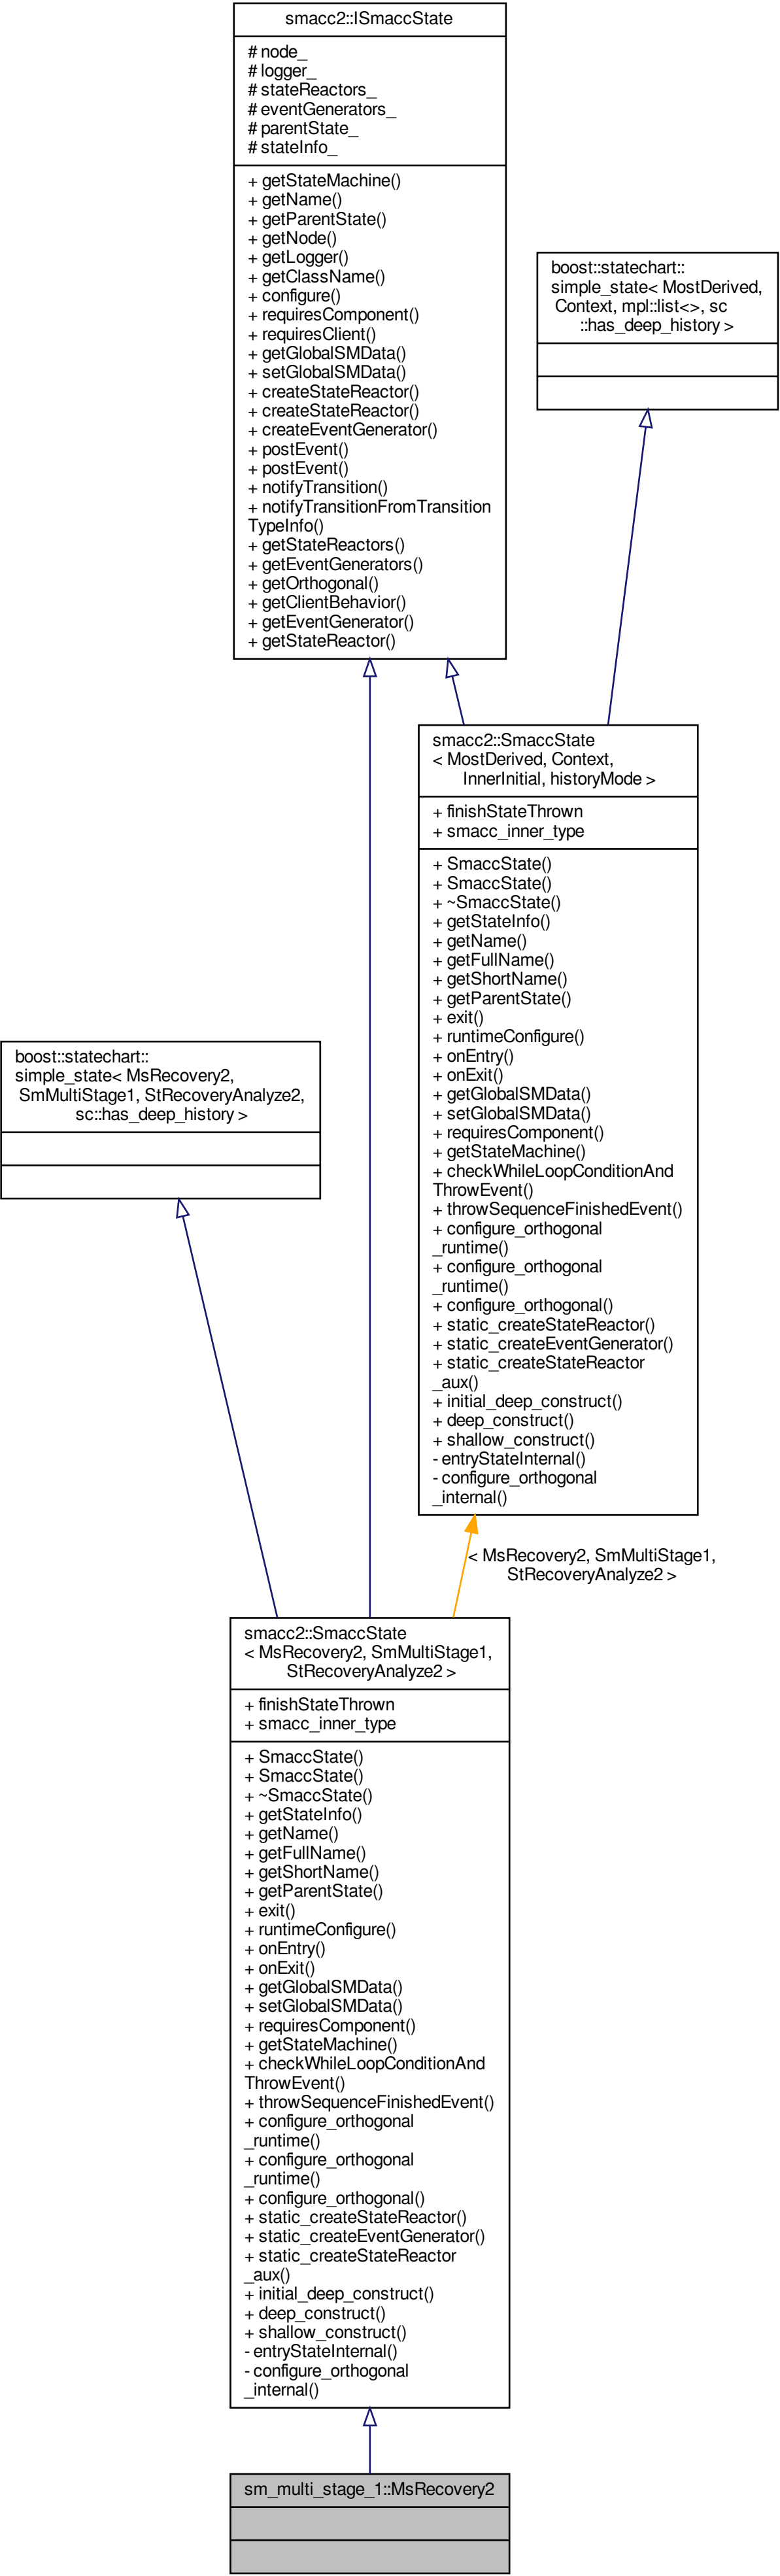 smacc2::ISmaccState
# node_
# logger_
# stateReactors_
# eventGenerators_
# parentState_
# stateInfo_
+ getStateMachine()
+ getName()
+ getParentState()
+ getNode()
+ getLogger()
+ getClassName()
+ configure()
+ requiresComponent()
+ requiresClient()
+ getGlobalSMData()
+ setGlobalSMData()
+ createStateReactor()
+ createStateReactor()
+ createEventGenerator()
+ postEvent()
+ postEvent()
+ notifyTransition()
+ notifyTransitionFromTransition
TypeInfo()
+ getStateReactors()
+ getEventGenerators()
+ getOrthogonal()
+ getClientBehavior()
+ getEventGenerator()
+ getStateReactor()
boost::statechart::
simple_state< MostDerived,
Context, mpl::list<>, sc
::has_deep_history >
smacc2::SmaccState
< MostDerived, Context,
InnerInitial, historyMode >
+ finishStateThrown
+ smacc_inner_type
+ SmaccState()
+ SmaccState()
+ ~SmaccState()
+ getStateInfo()
+ getName()
+ getFullName()
+ getShortName()
+ getParentState()
+ exit()
+ runtimeConfigure()
+ onEntry()
+ onExit()
+ getGlobalSMData()
+ setGlobalSMData()
+ requiresComponent()
+ getStateMachine()
+ checkWhileLoopConditionAnd
ThrowEvent()
+ throwSequenceFinishedEvent()
+ configure_orthogonal
_runtime()
+ configure_orthogonal
_runtime()
+ configure_orthogonal()
+ static_createStateReactor()
+ static_createEventGenerator()
+ static_createStateReactor
_aux()
+ initial_deep_construct()
+ deep_construct()
+ shallow_construct()
- entryStateInternal()
- configure_orthogonal
_internal()
boost::statechart::
simple_state< MsRecovery2,
SmMultiStage1, StRecoveryAnalyze2,
sc::has_deep_history >
< MsRecovery2, SmMultiStage1,
StRecoveryAnalyze2 >
smacc2::SmaccState
< MsRecovery2, SmMultiStage1,
StRecoveryAnalyze2 >
+ finishStateThrown
+ smacc_inner_type
+ SmaccState()
+ SmaccState()
+ ~SmaccState()
+ getStateInfo()
+ getName()
+ getFullName()
+ getShortName()
+ getParentState()
+ exit()
+ runtimeConfigure()
+ onEntry()
+ onExit()
+ getGlobalSMData()
+ setGlobalSMData()
+ requiresComponent()
+ getStateMachine()
+ checkWhileLoopConditionAnd
ThrowEvent()
+ throwSequenceFinishedEvent()
+ configure_orthogonal
_runtime()
+ configure_orthogonal
_runtime()
+ configure_orthogonal()
+ static_createStateReactor()
+ static_createEventGenerator()
+ static_createStateReactor
_aux()
+ initial_deep_construct()
+ deep_construct()
+ shallow_construct()
- entryStateInternal()
- configure_orthogonal
_internal()
sm_multi_stage_1::MsRecovery2